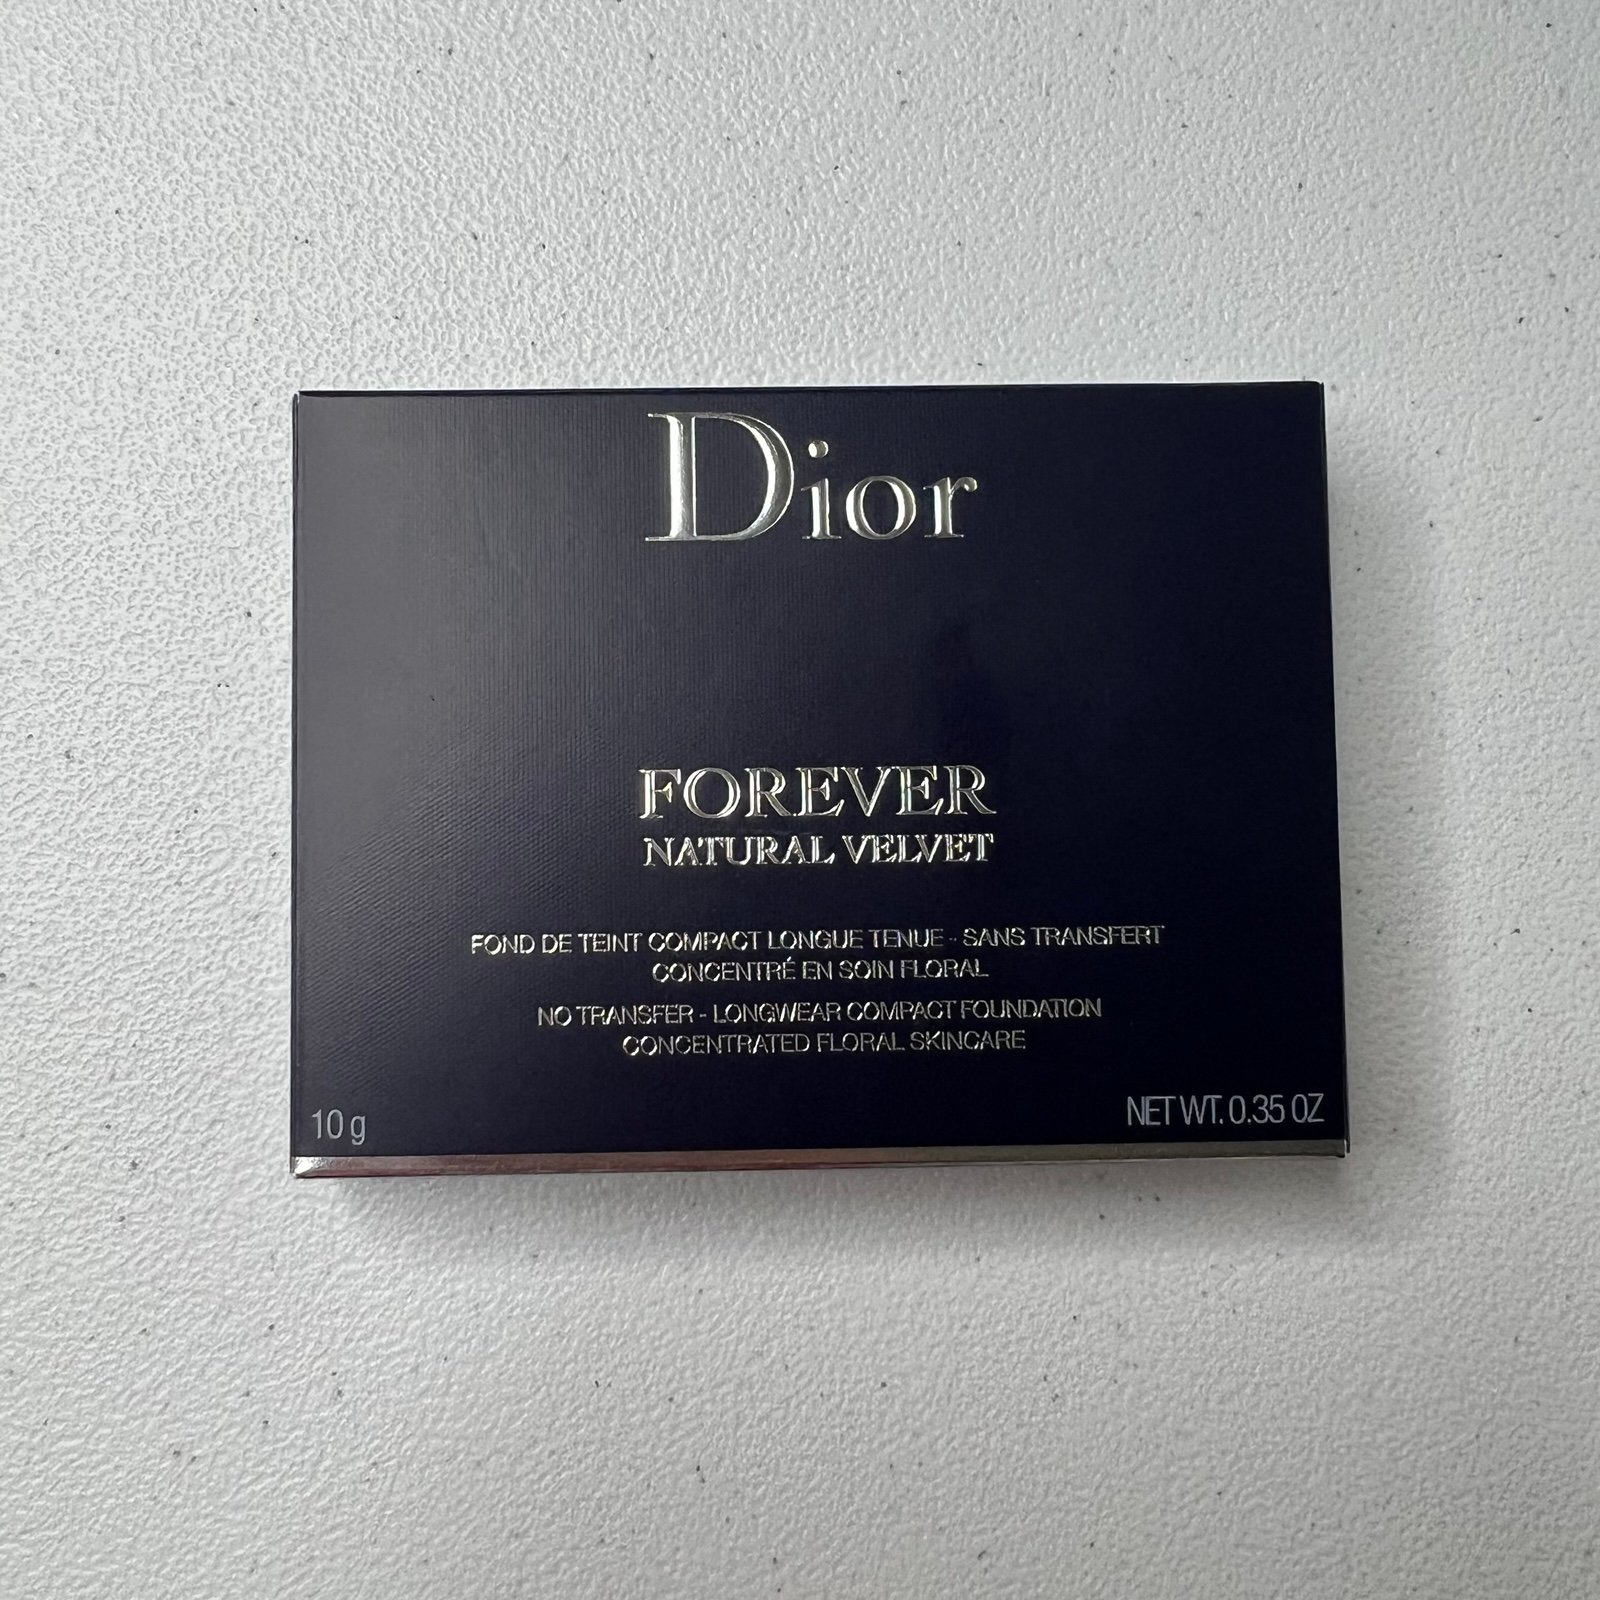 Dior
FOREVER
NATURAL VELVET
FOND DE TEINT COMPACT LONGUE TENUE - SANS TRANSFERT
CONCENTRÉ EN SOIN FLORAL
NO TRANSFER - LONGWEAR COMPACT FOUNDATION
CONCENTRATED FLORAL SKINCARE
10 g
NET WT. 0.35 OZ